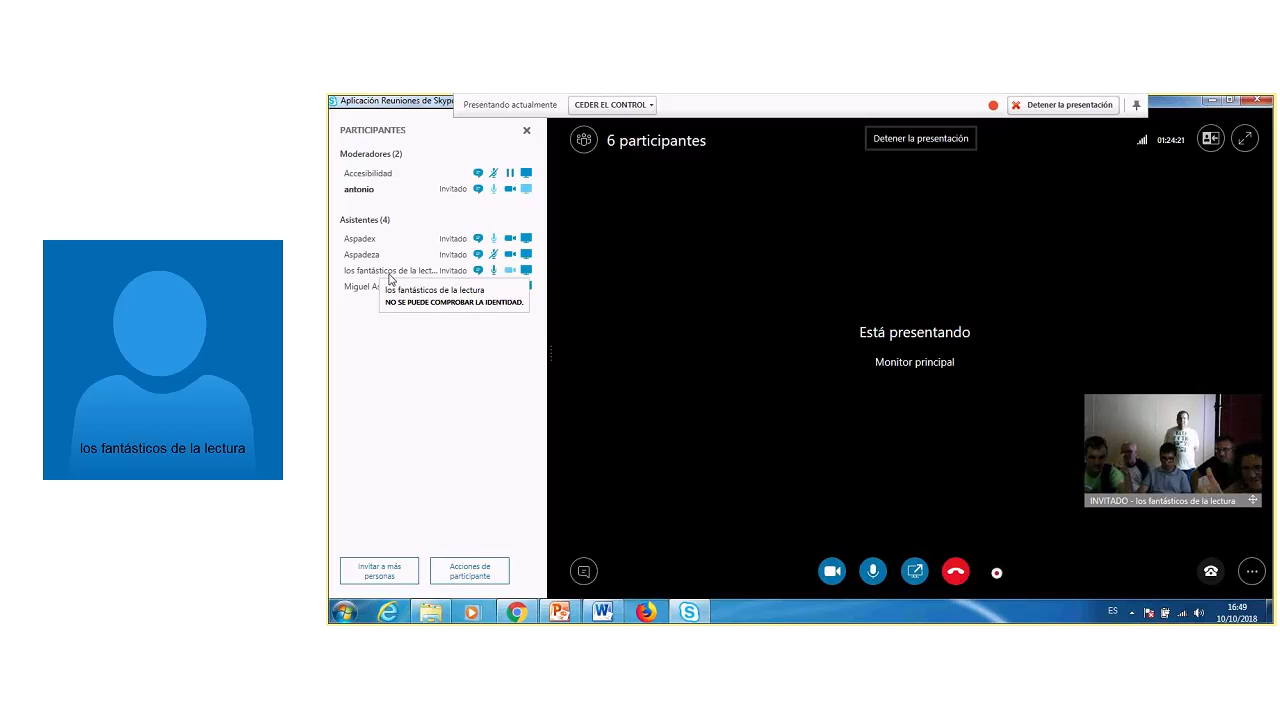 los fantásticos de la lectura
Aplicación Reuniones de Skype
Presentando actualmente
CEDER EL CONTROL
Detener la presentación
PARTICIPANTES
Moderadores (2)
Accesibilidad
antonio Invitado
Asistentes (4)
Aspadex Invitado
Aspadeza Invitado
los fantásticos de la lect... Invitado
Miguel
los fantásticos de la lectura
NO SE PUEDE COMPROBAR LA IDENTIDAD.
Invitar a más
personas
Acciones de
participante
6 participantes
Detener la presentación
01:24:21
Está presentando
Monitor principal
INVITADO - los fantásticos de la lectura
ES
16:49
10/10/2018